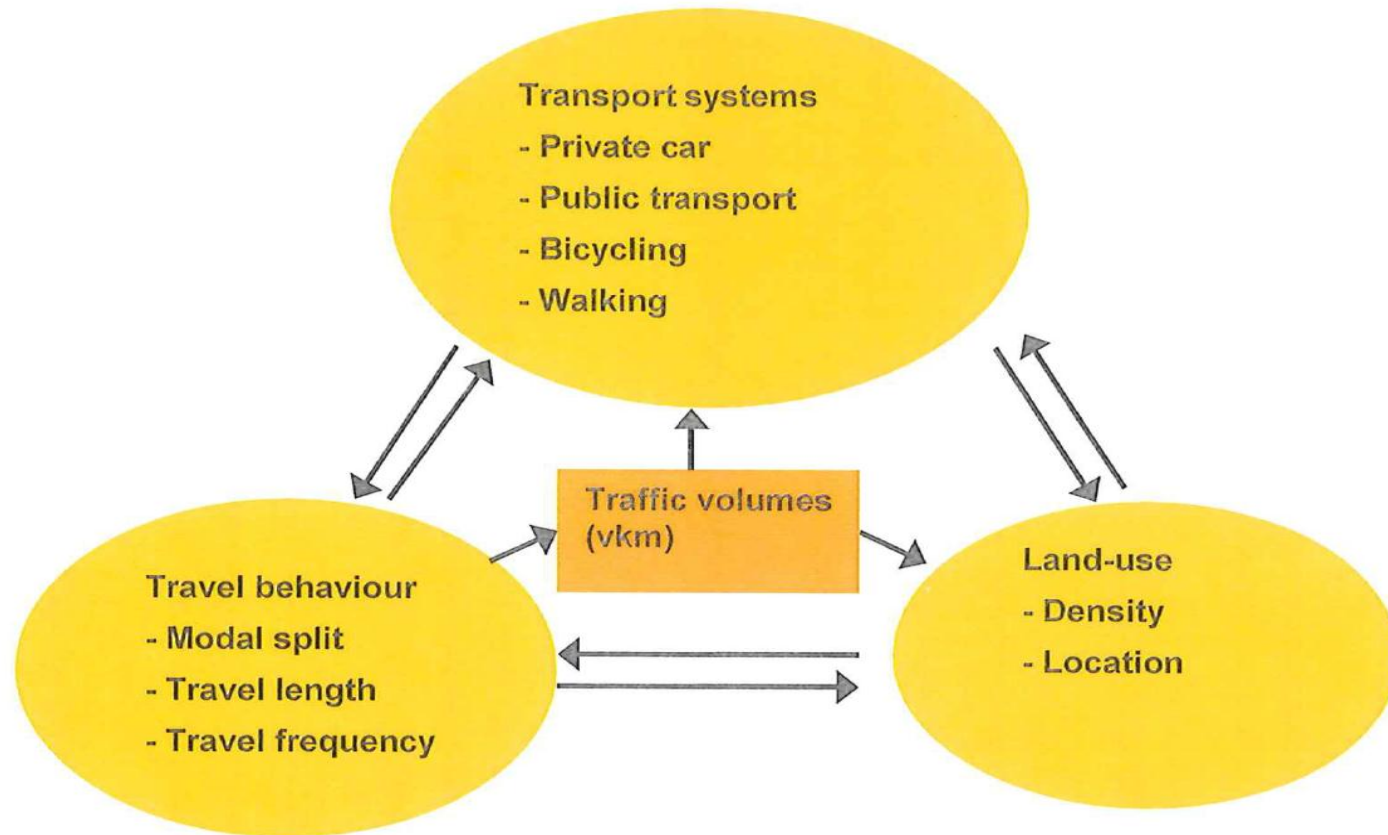 Transport systems
- Private car
- Public transport
- Bicycling
- Walking
Traffic volumes
(vkm)
Travel behaviour
- Modal split
- Travel length
- Travel frequency
Land-use
- Density
- Location